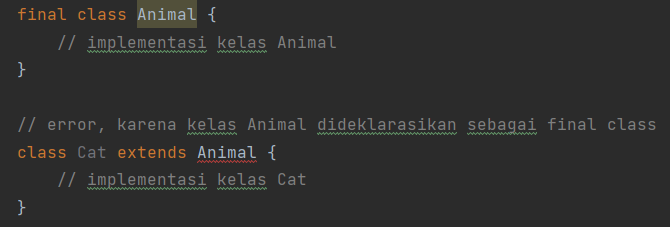 final class Animal {
// implementasi kelas Animal
}
// error, karena kelas Animal dideklarasikan sebagai final class
class Cat extends Animal {
// implementasi kelas Cat
}